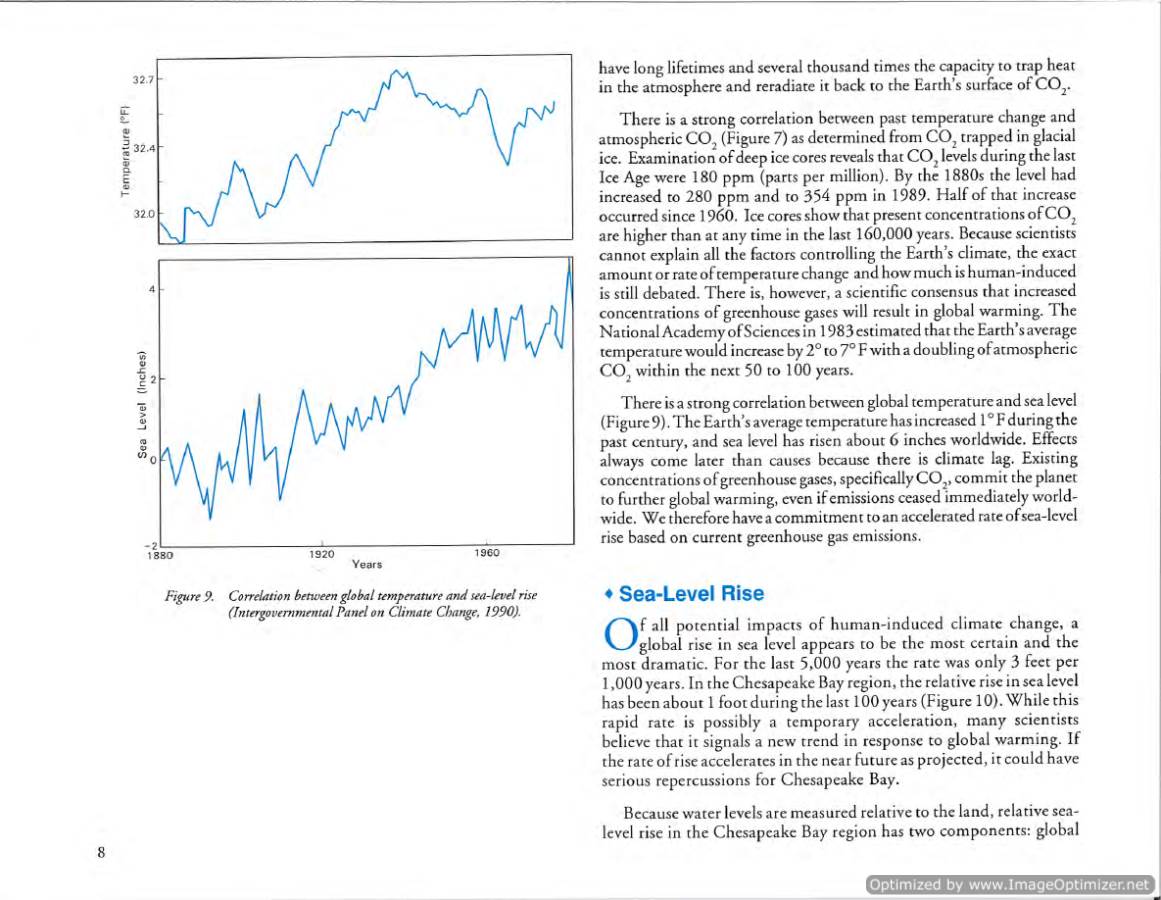 32.7
32.4
32.0
Temperature (°F)
4
2
0
-2
Sea Level (Inches)
1880
1920
1960
Years
Figure 9. Correlation between global temperature and sea-level rise
(Intergovernmental Panel on Climate Change, 1990).
8
have long lifetimes and several thousand times the capacity to trap heat
in the atmosphere and reradiate it back to the Earth's surface of CO₂.
There is a strong correlation between past temperature change and
atmospheric CO₂ (Figure 7) as determined from CO₂ trapped in glacial
ice. Examination of deep ice cores reveals that CO₂ levels during the last
Ice Age were 180 ppm (parts per million). By the 1880s the level had
increased to 280 ppm and to 354 ppm in 1989. Half of that increase
occurred since 1960. Ice cores show that present concentrations of CO₂
are higher than at any time in the last 160,000 years. Because scientists
cannot explain all the factors controlling the Earth's climate, the exact
amount or rate of temperature change and how much is human-induced
is still debated. There is, however, a scientific consensus that increased
concentrations of greenhouse gases will result in global warming. The
National Academy of Sciences in 1983 estimated that the Earth's average
temperature would increase by 2° to 7° F with a doubling of atmospheric
CO₂ within the next 50 to 100 years.
There is a strong correlation between global temperature and sea level
(Figure 9). The Earth's average temperature has increased 1° F during the
past century, and sea level has risen about 6 inches worldwide. Effects
always come later than causes because there is climate lag. Existing
concentrations of greenhouse gases, specifically CO₂, commit the planet
to further global warming, even if emissions ceased immediately world-
wide. We therefore have a commitment to an accelerated rate of sea-level
rise based on current greenhouse gas emissions.
♦ Sea-Level Rise
Of all potential impacts of human-induced climate change, a
global rise in sea level appears to be the most certain and the
most dramatic. For the last 5,000 years the rate was only 3 feet per
1,000 years. In the Chesapeake Bay region, the relative rise in sea level
has been about 1 foot during the last 100 years (Figure 10). While this
rapid rate is possibly a temporary acceleration, many scientists
believe that it signals a new trend in response to global warming. If
the rate of rise accelerates in the near future as projected, it could have
serious repercussions for Chesapeake Bay.
Because water levels are measured relative to the land, relative sea-
level rise in the Chesapeake Bay region has two components: global
Optimized by www.ImageOptimizer.net